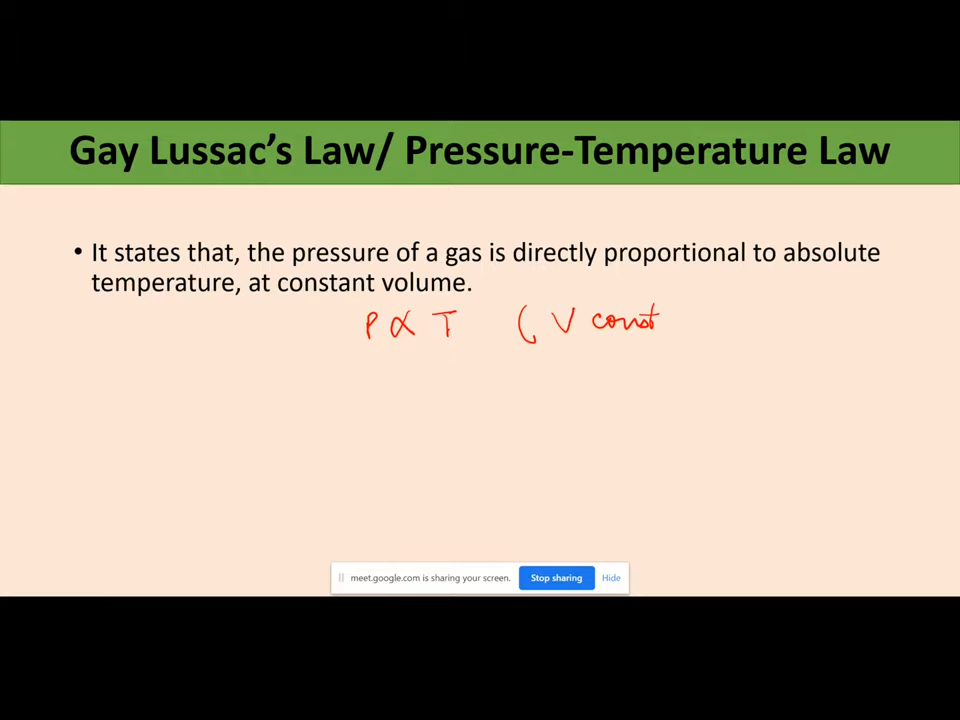 Gay Lussac’s Law/ Pressure-Temperature Law
• It states that, the pressure of a gas is directly proportional to absolute
temperature, at constant volume.
P ∝ T ( V const
meet.google.com is sharing your screen. Stop sharing Hide